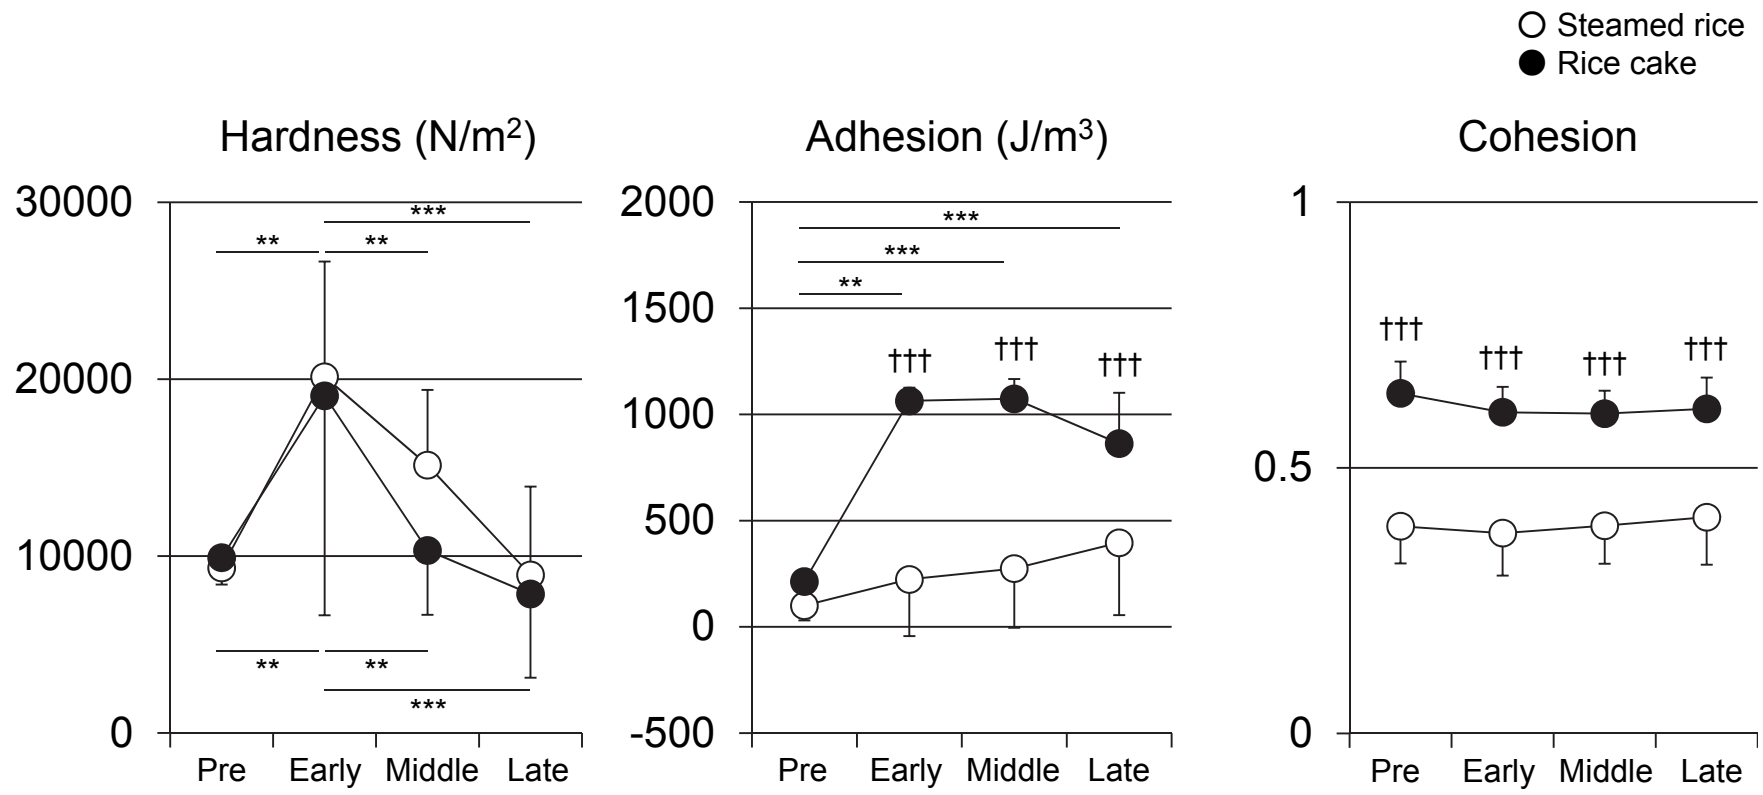 Steamed rice
Rice cake
Hardness (N/m²)
30000
20000
10000
0
***
** **
** **
***
Pre Early Middle Late
Adhesion (J/m³)
2000
1500
1000
500
0
-500
***
***
**
††† ††† †††
Pre Early Middle Late
Cohesion
1
0.5
0
††† ††† ††† †††
Pre Early Middle Late